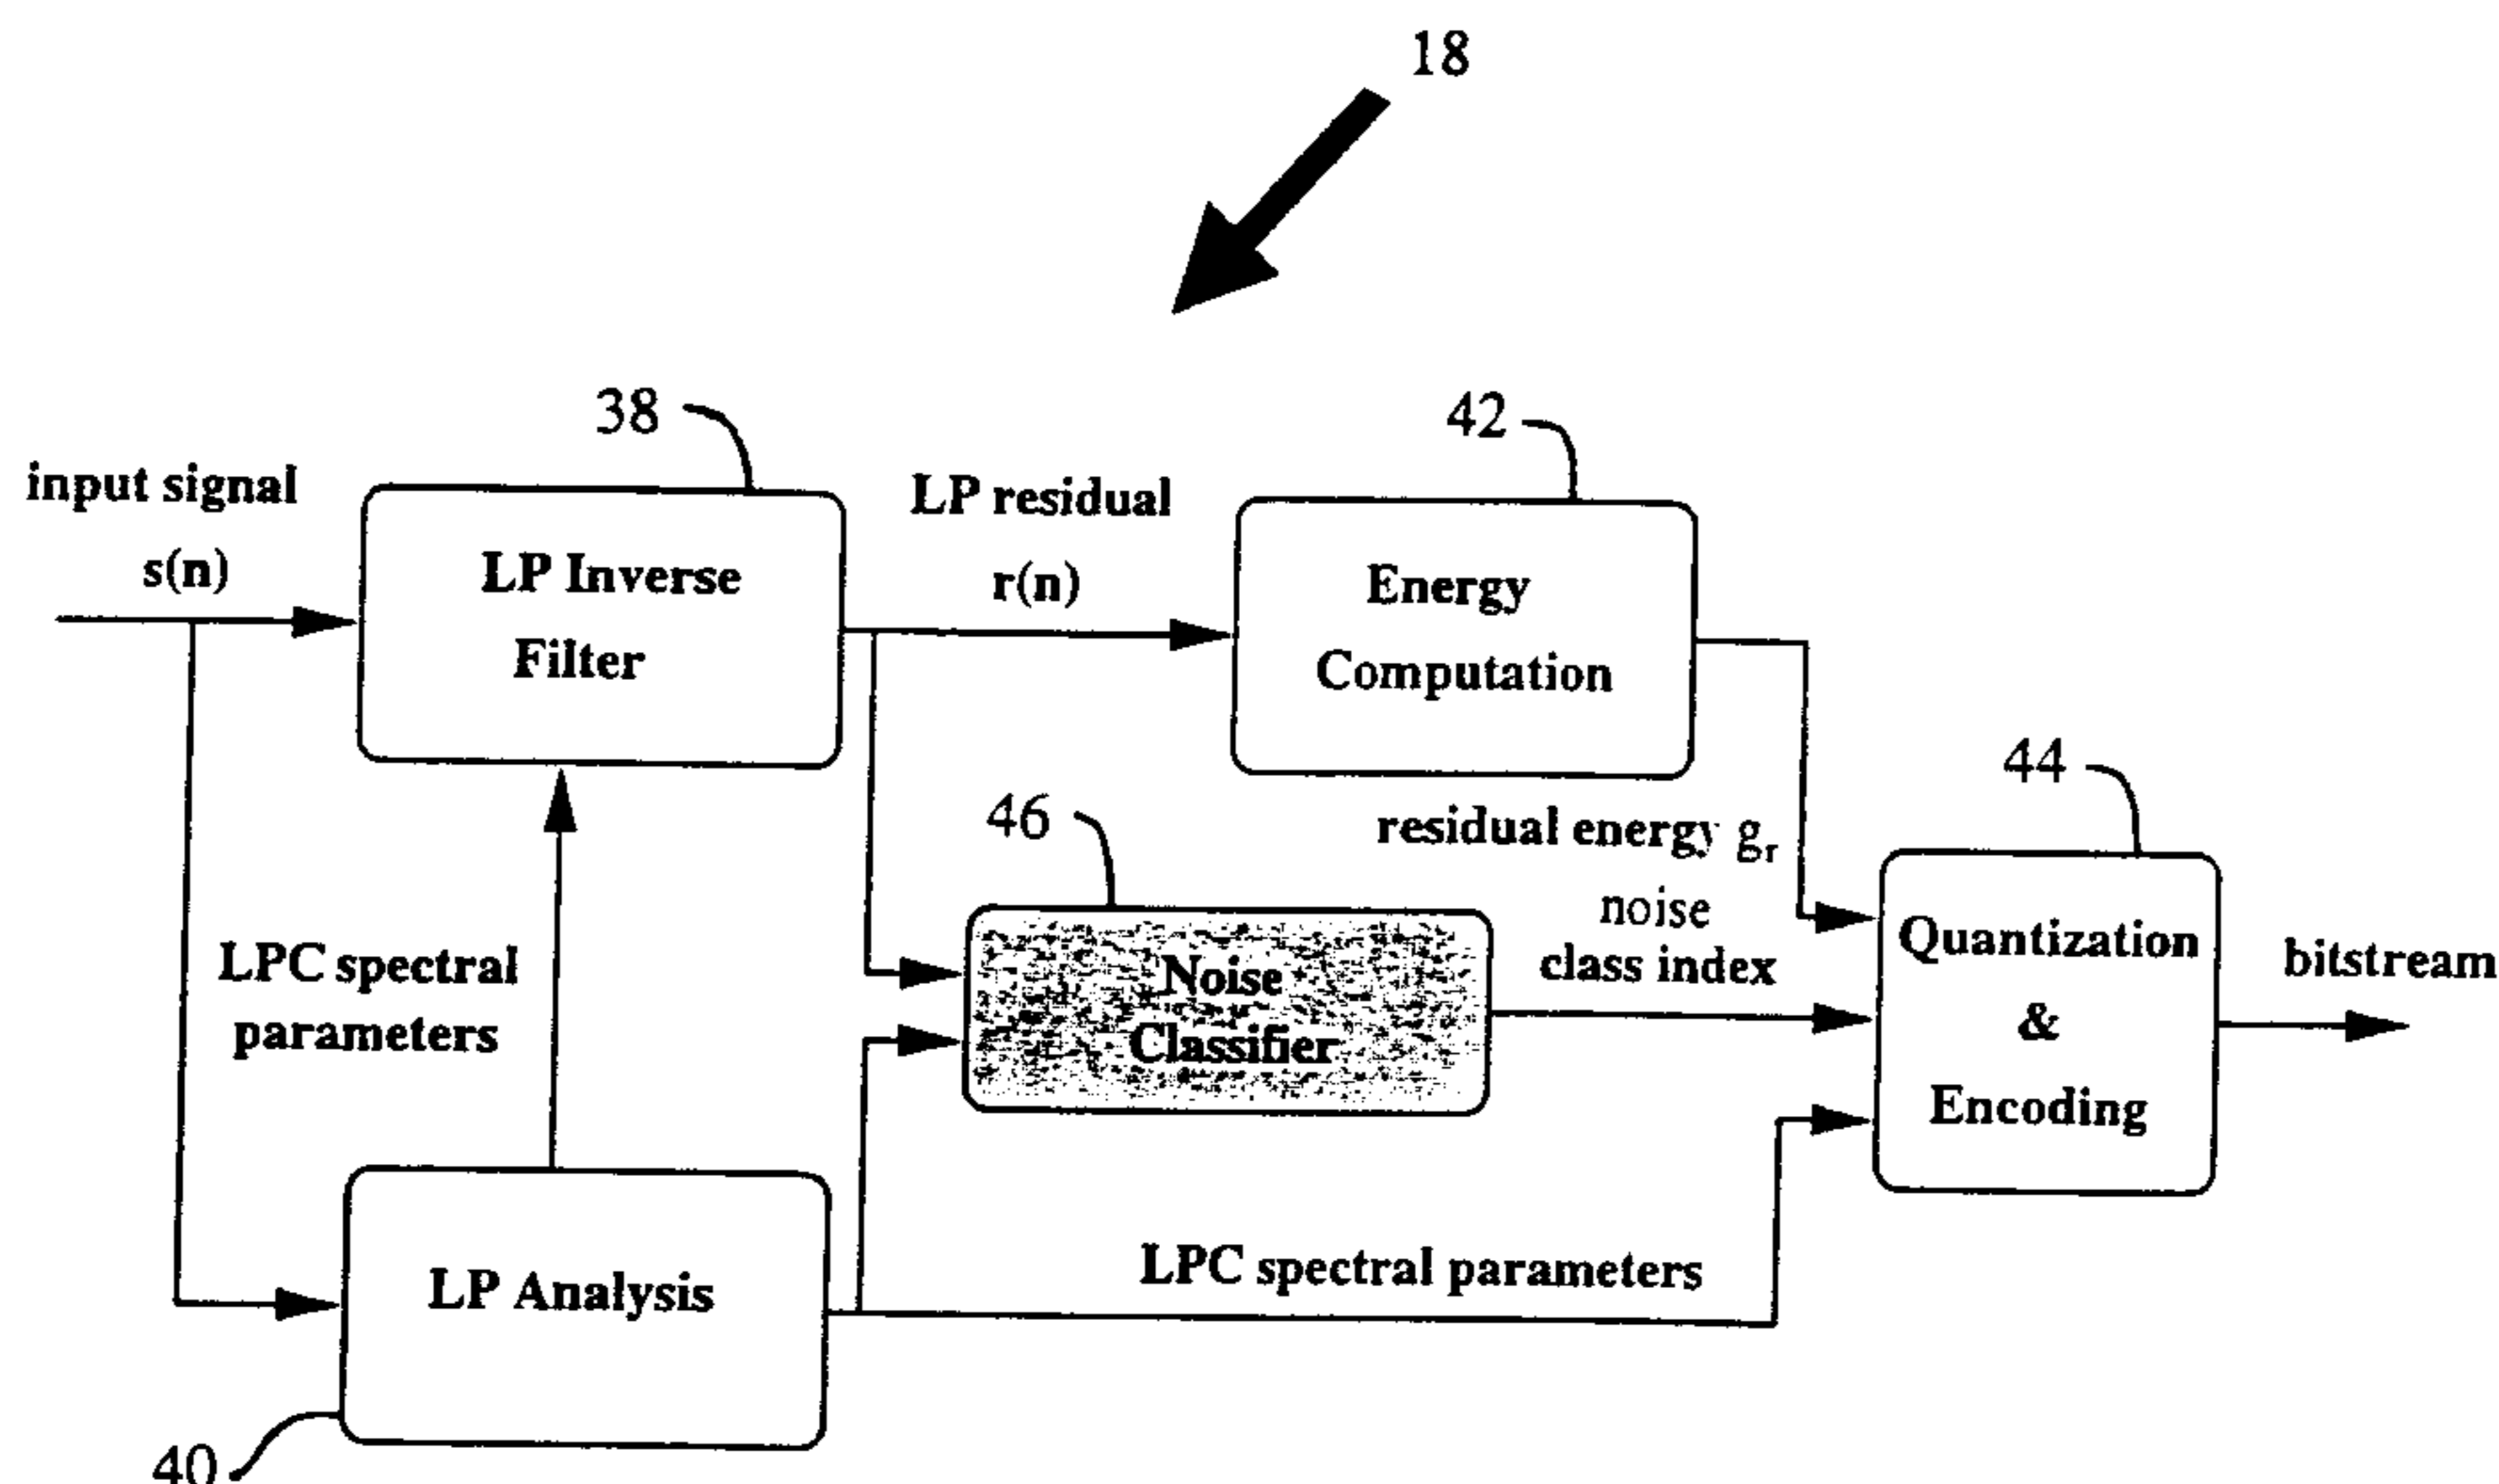 18
38
42
input signal
s(n)
LP Inverse
Filter
LP residual
r(n)
Energy
Computation
44
46
residual energy gr
noise
class index
Quantization
&
Encoding
bitstream
LPC spectral
parameters
Noise
Classifier
LP Analysis
LPC spectral parameters
40